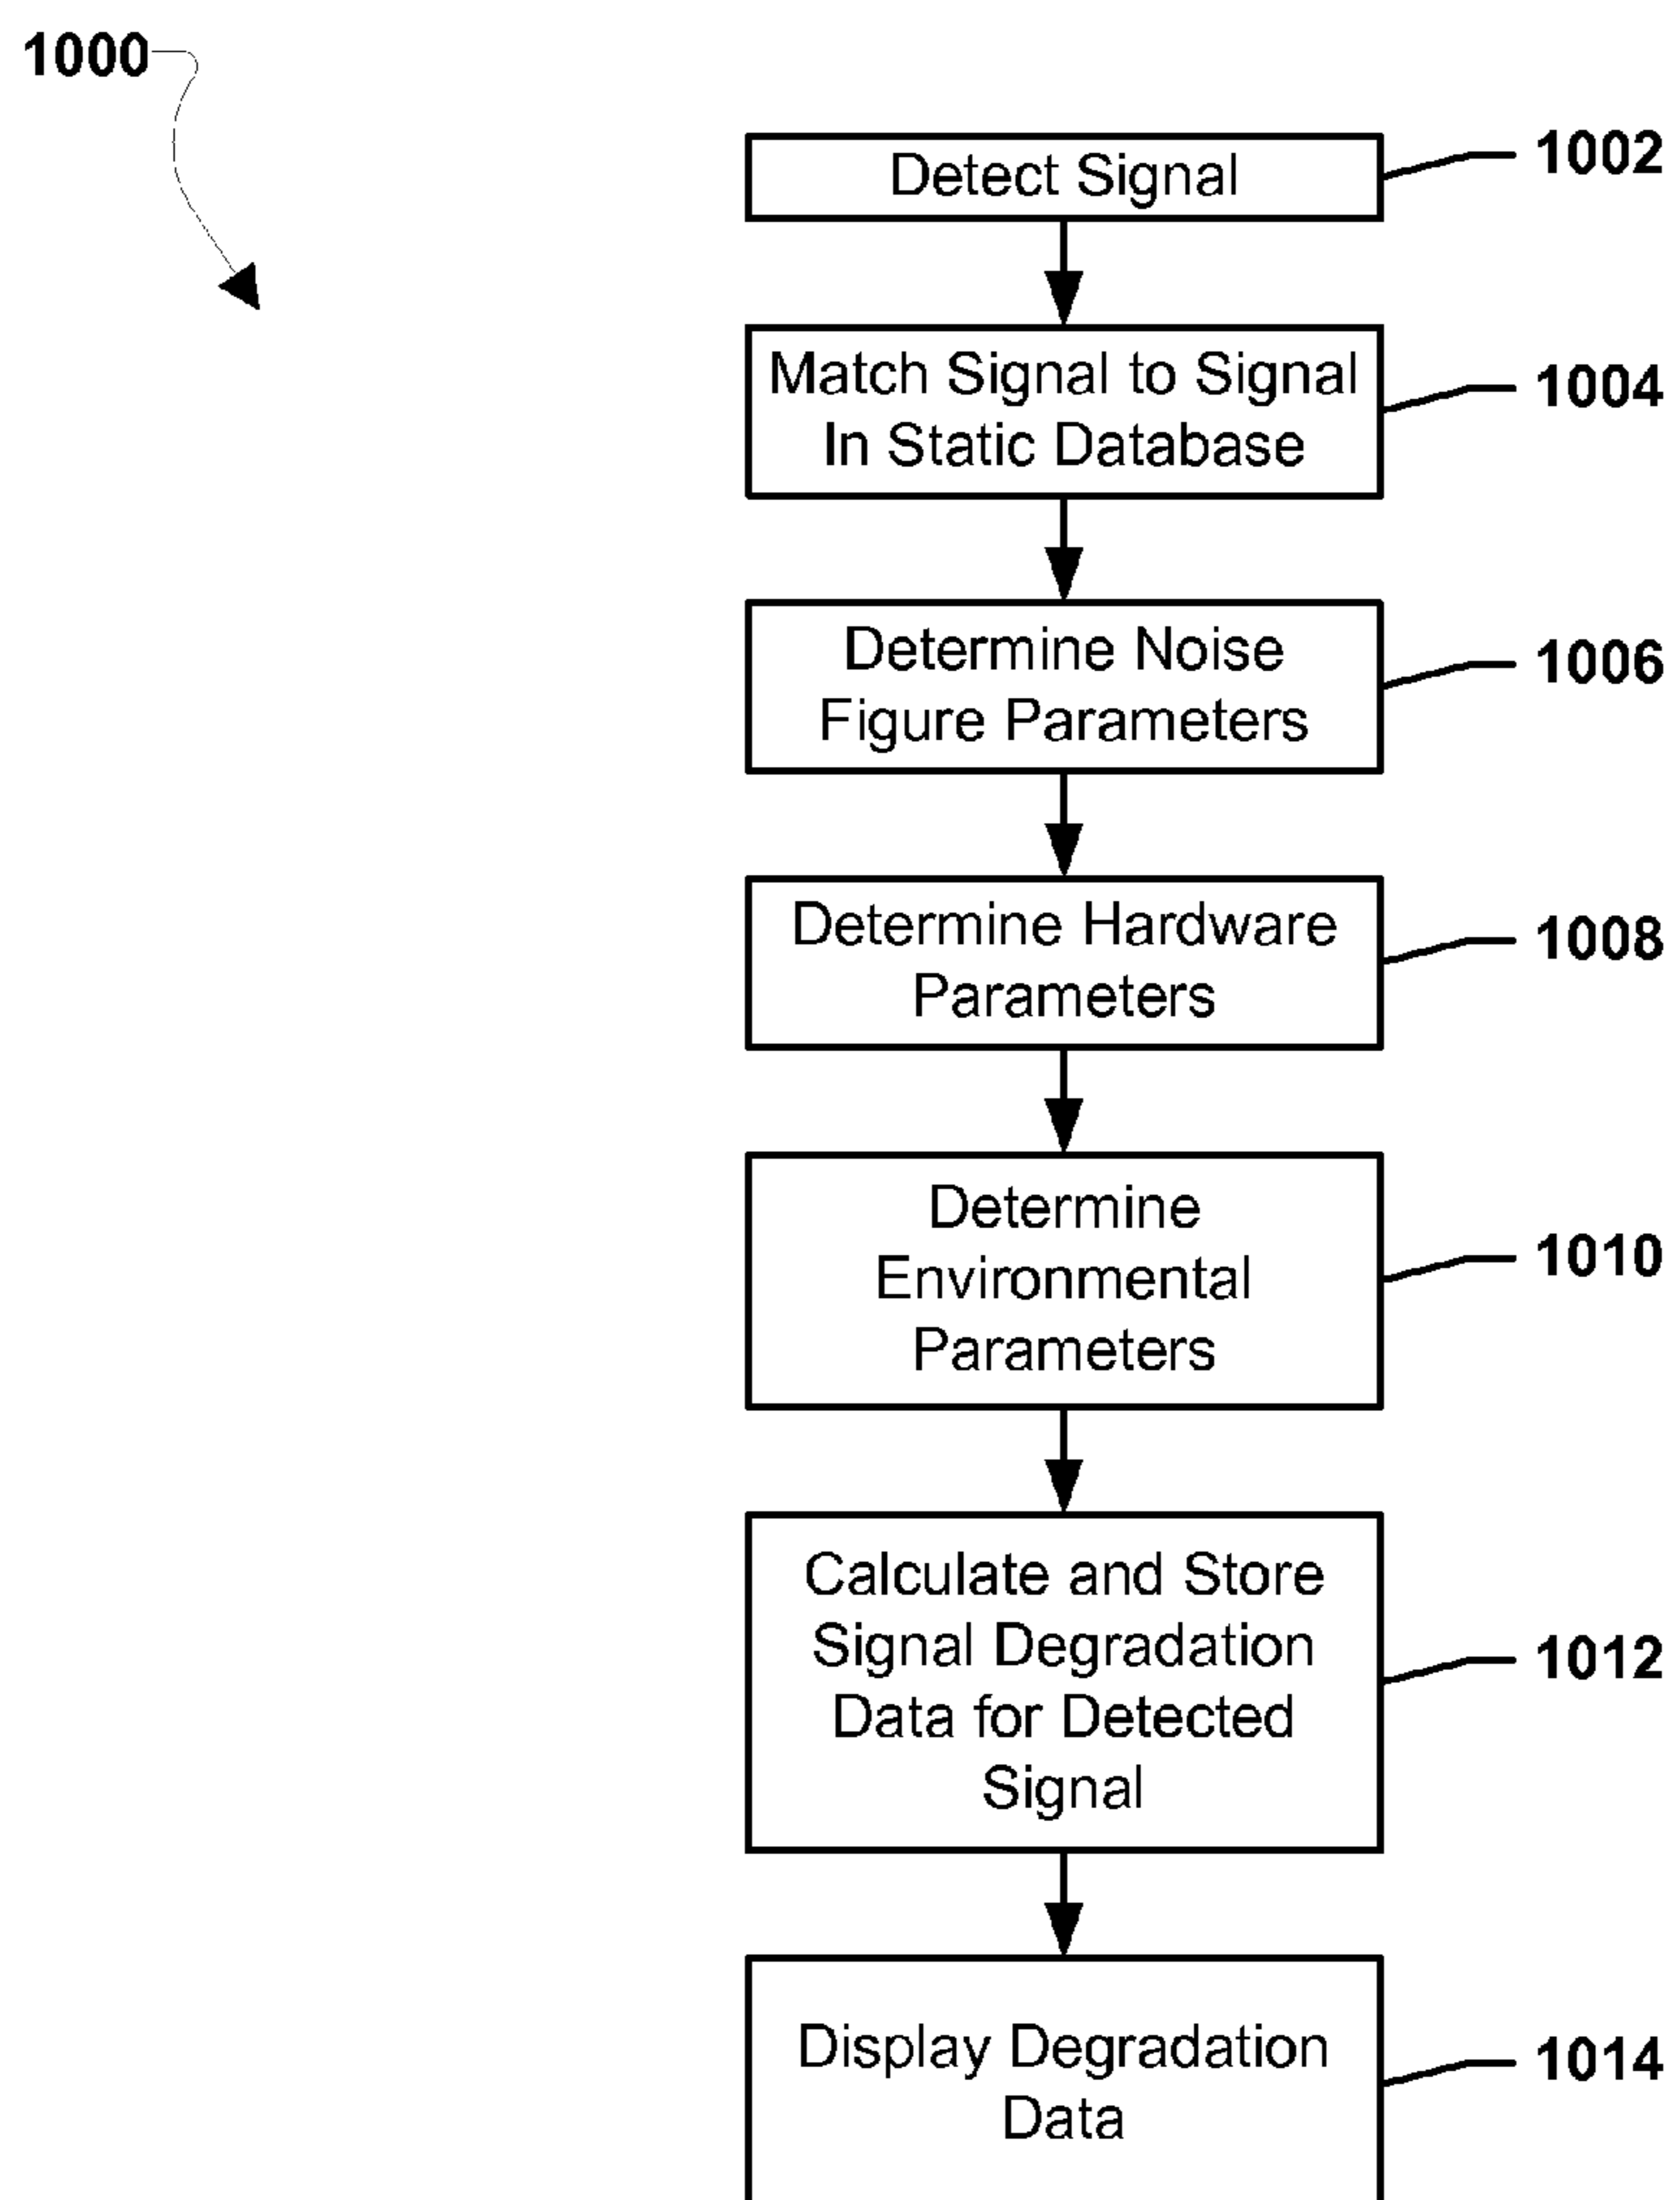 1000
Detect Signal
1002
Match Signal to Signal
In Static Database
1004
Determine Noise
Figure Parameters
1006
Determine Hardware
Parameters
1008
Determine
Environmental
Parameters
1010
Calculate and Store
Signal Degradation
Data for Detected
Signal
1012
Display Degradation
Data
1014